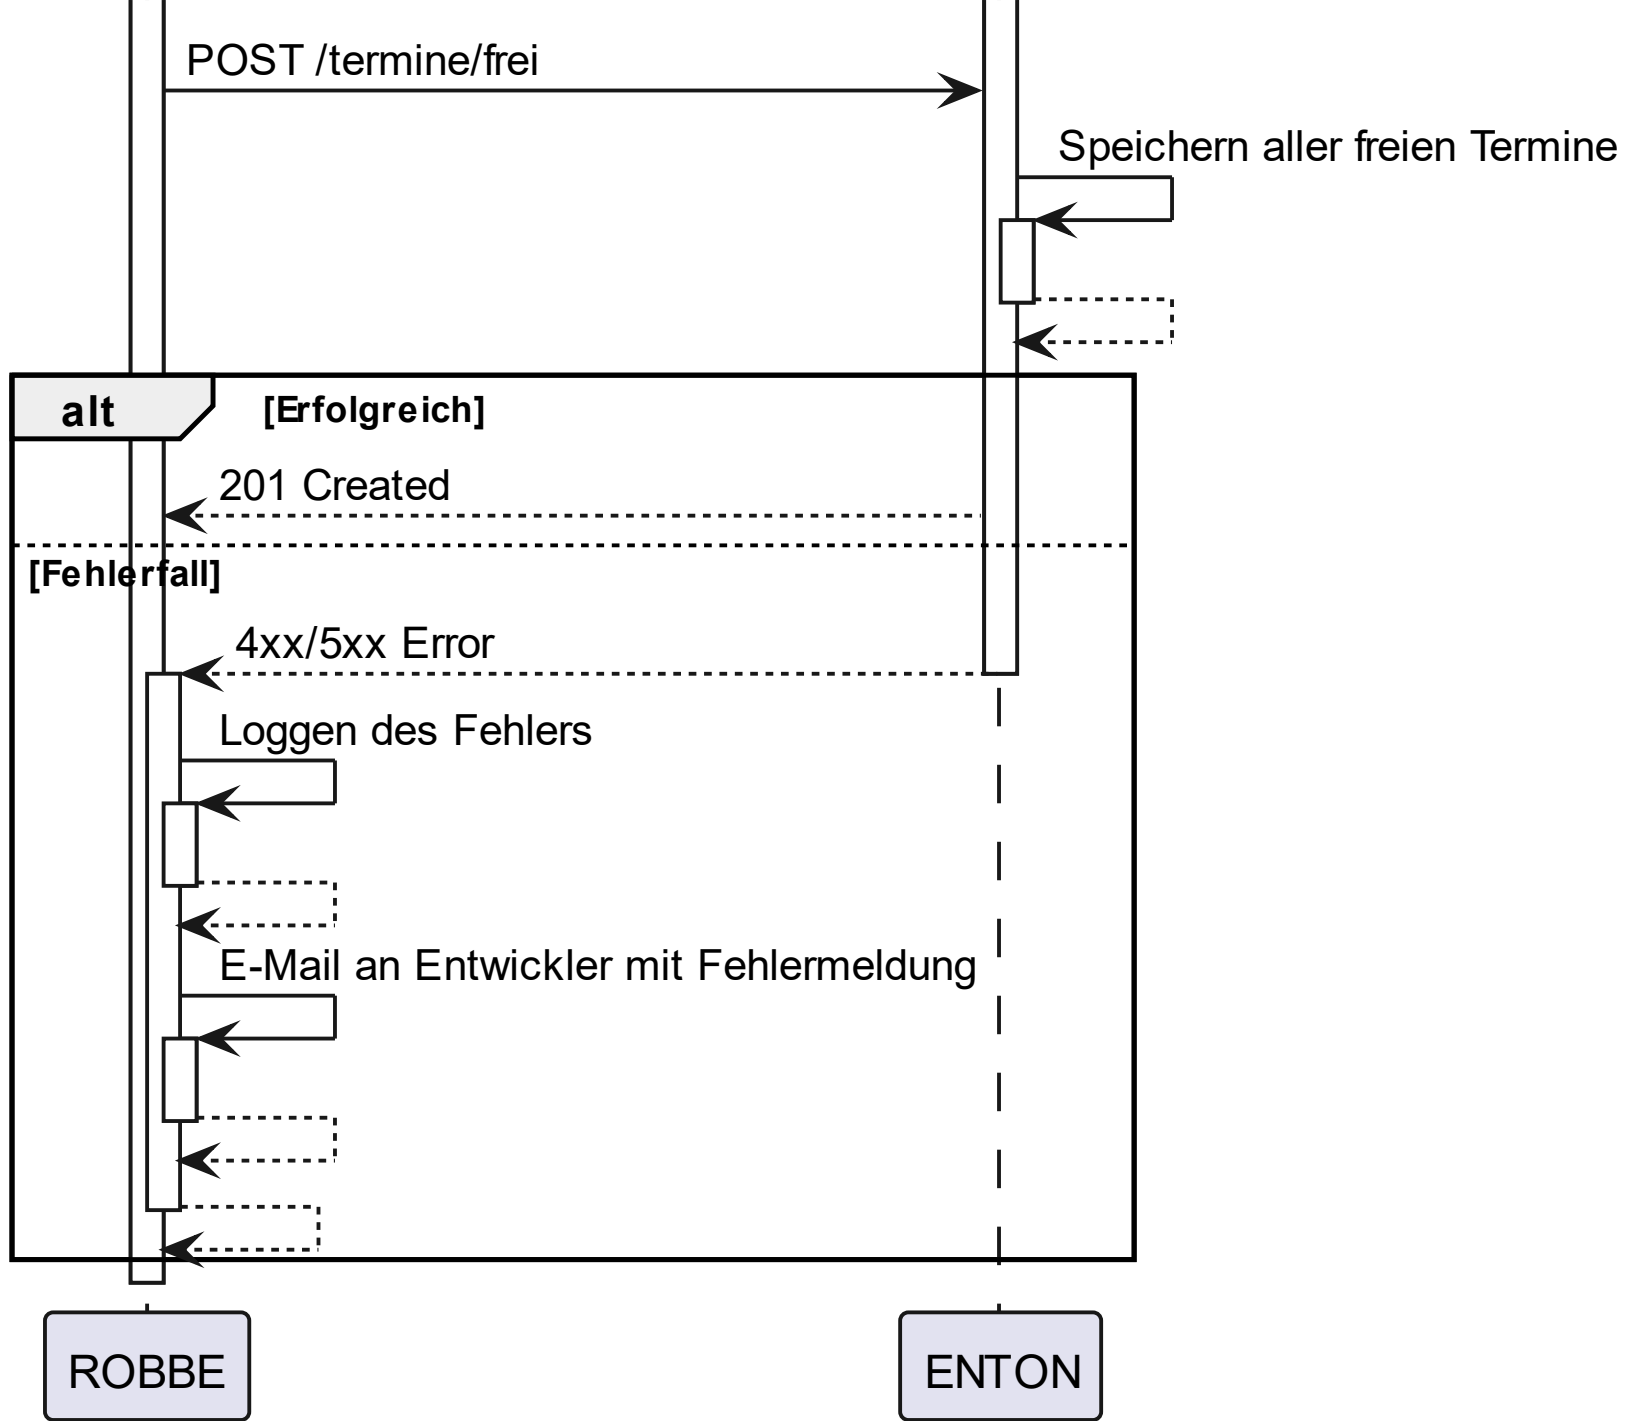 POST /termine/frei
Speichern aller freien Termine
alt [Erfolgreich]
201 Created
[Fehlerfall]
4xx/5xx Error
Loggen des Fehlers
E-Mail an Entwickler mit Fehlermeldung
ROBBE ENTON